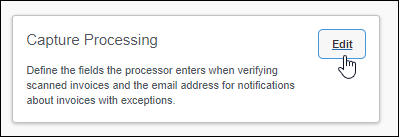 Capture Processing
Edit
Define the fields the processor enters when verifying
scanned invoices and the email address for notifications
about invoices with exceptions.